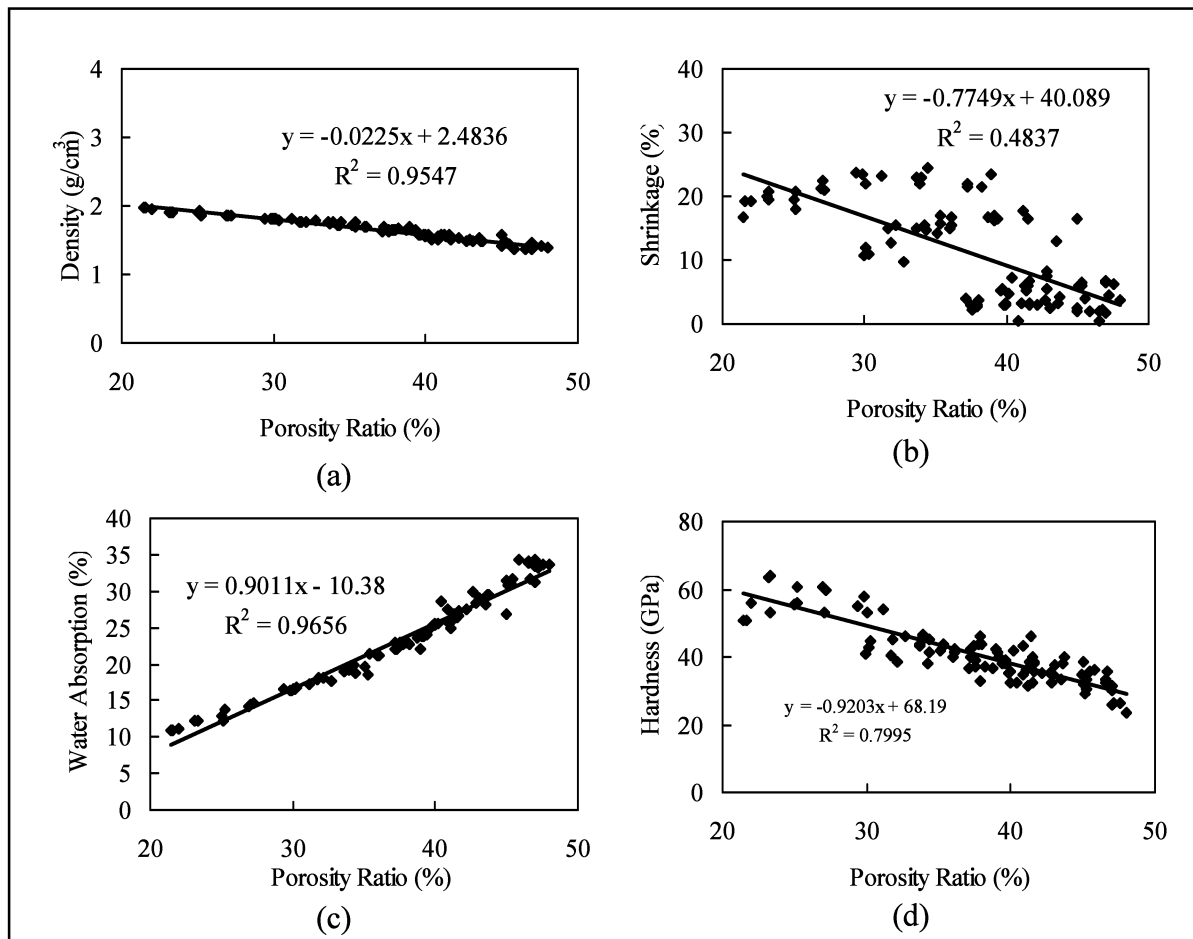 4
3
2
1
0
20
30
40
50
Density (g/cm³)
y = -0.0225x + 2.4836
R² = 0.9547
Porosity Ratio (%)
(a)
40
30
20
10
0
20
30
40
50
Shrinkage (%)
y = -0.7749x + 40.089
R² = 0.4837
Porosity Ratio (%)
(b)
40
35
30
25
20
15
10
5
0
20
30
40
50
Water Absorption (%)
y = 0.9011x - 10.38
R² = 0.9656
Porosity Ratio (%)
(c)
80
60
40
20
0
20
30
40
50
Hardness (GPa)
y = -0.9203x + 68.19
R² = 0.7995
Porosity Ratio (%)
(d)